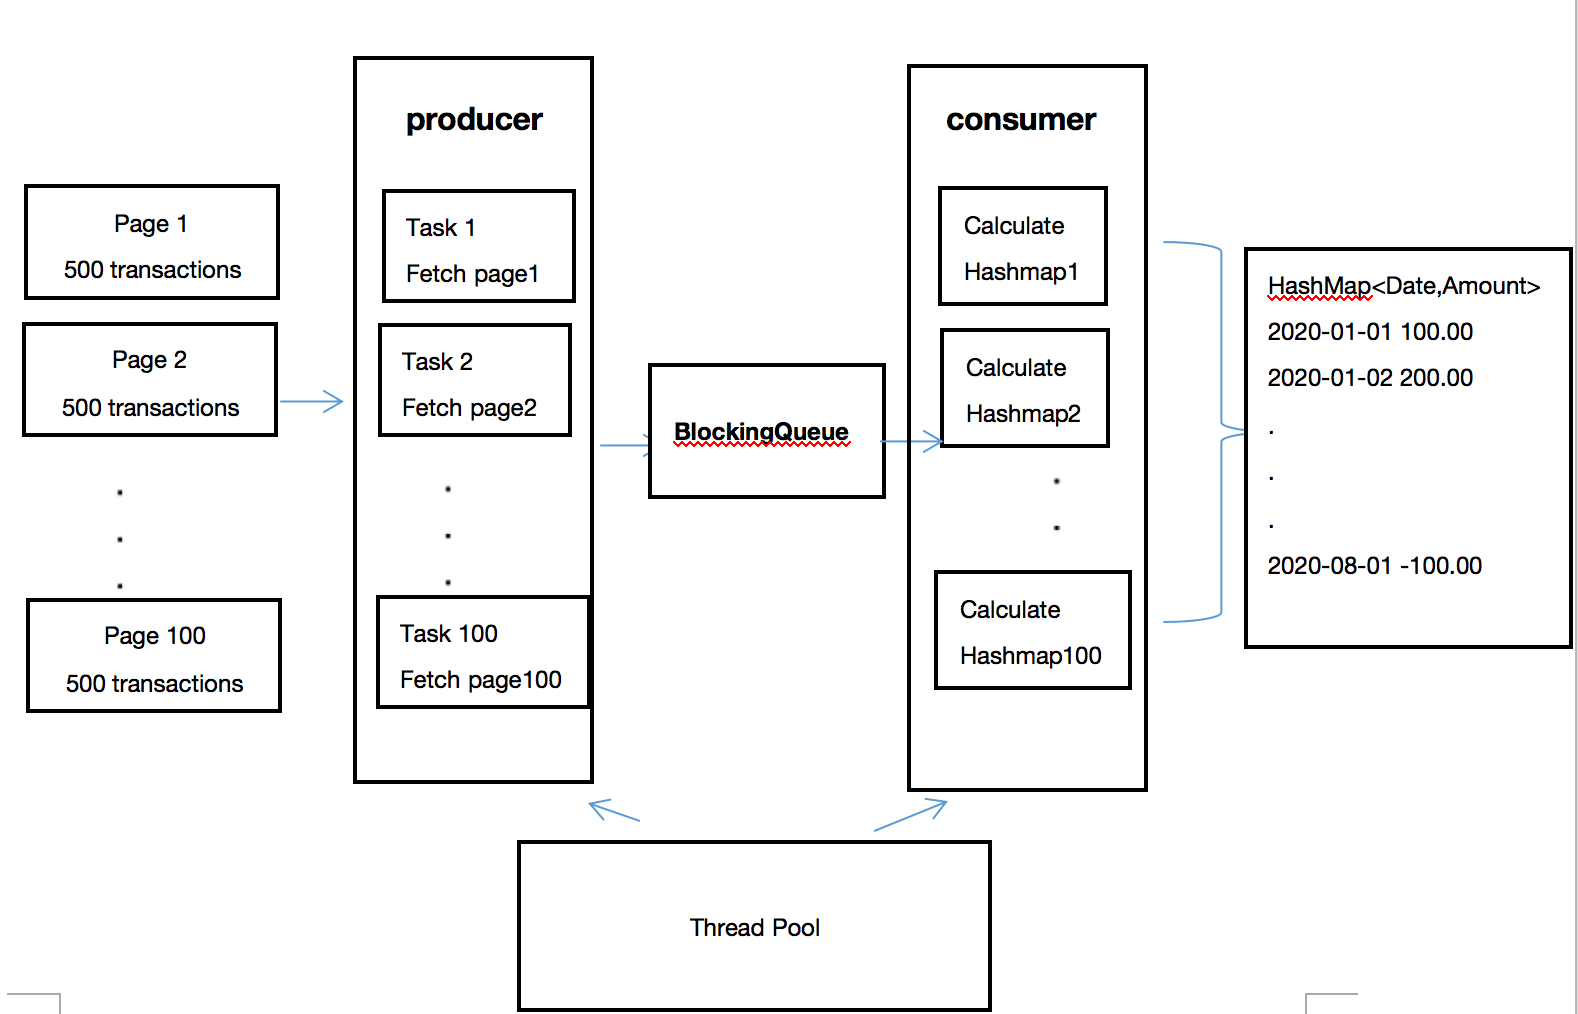 producer
consumer
Page 1
500 transactions
Page 2
500 transactions
.
.
.
Page 100
500 transactions
Task 1
Fetch page1
Task 2
Fetch page2
.
.
.
Task 100
Fetch page100
BlockingQueue
Calculate
Hashmap1
Calculate
Hashmap2
.
.
Calculate
Hashmap100
HashMap<Date,Amount>
2020-01-01 100.00
2020-01-02 200.00
.
.
.
2020-08-01 -100.00
Thread Pool